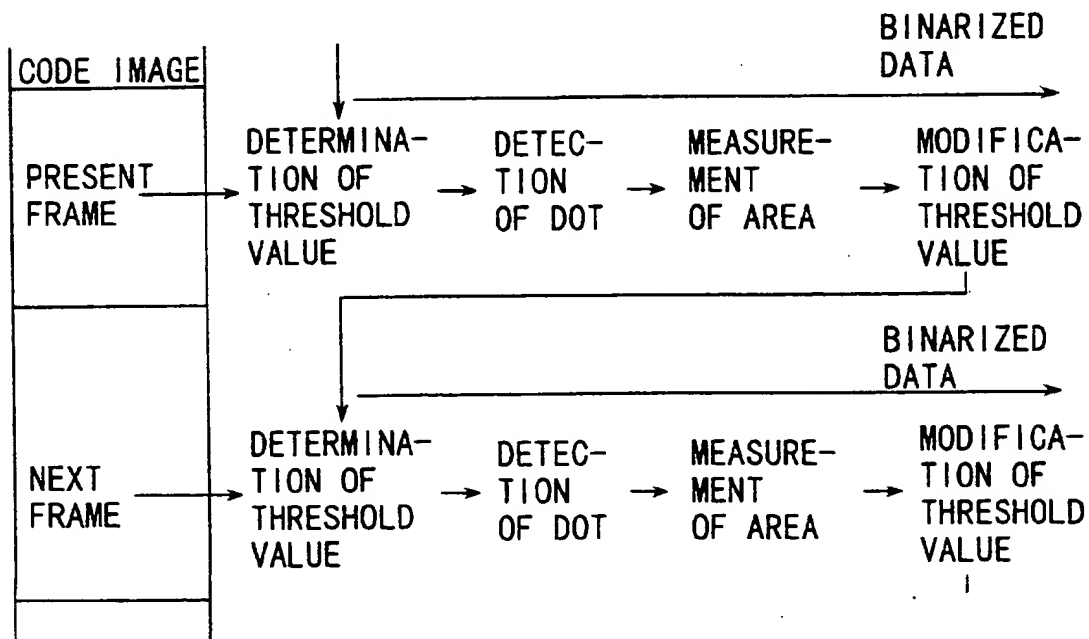 BINARIZED
DATA
CODE IMAGE
PRESENT
FRAME
DETERMINA-
TION OF
THRESHOLD
VALUE
DETEC-
TION
OF DOT
MEASURE-
MENT
OF AREA
MODIFICA-
TION OF
THRESHOLD
VALUE
BINARIZED
DATA
NEXT
FRAME
DETERMINA-
TION OF
THRESHOLD
VALUE
DETEC-
TION
OF DOT
MEASURE-
MENT
OF AREA
MODIFICA-
TION OF
THRESHOLD
VALUE